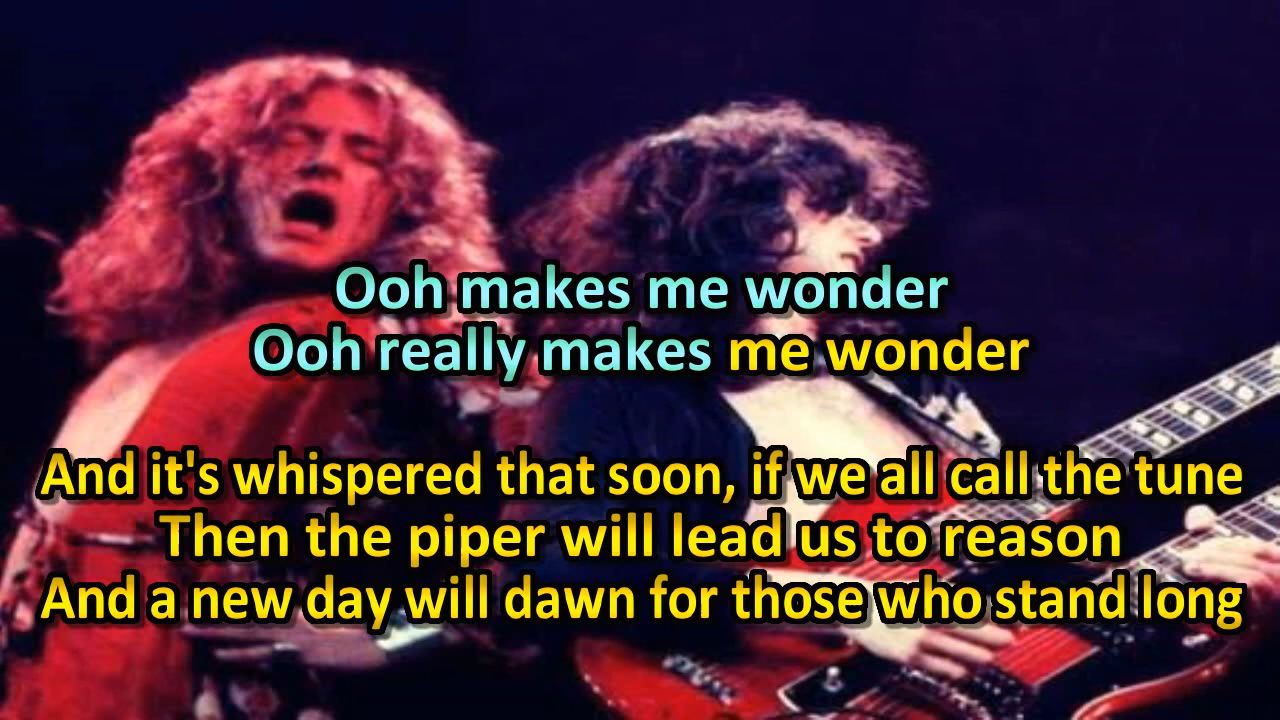 Ooh makes me wonder
Ooh really makes me wonder
And it's whispered that soon, if we all call the tune
Then the piper will lead us to reason
And a new day will dawn for those who stand long